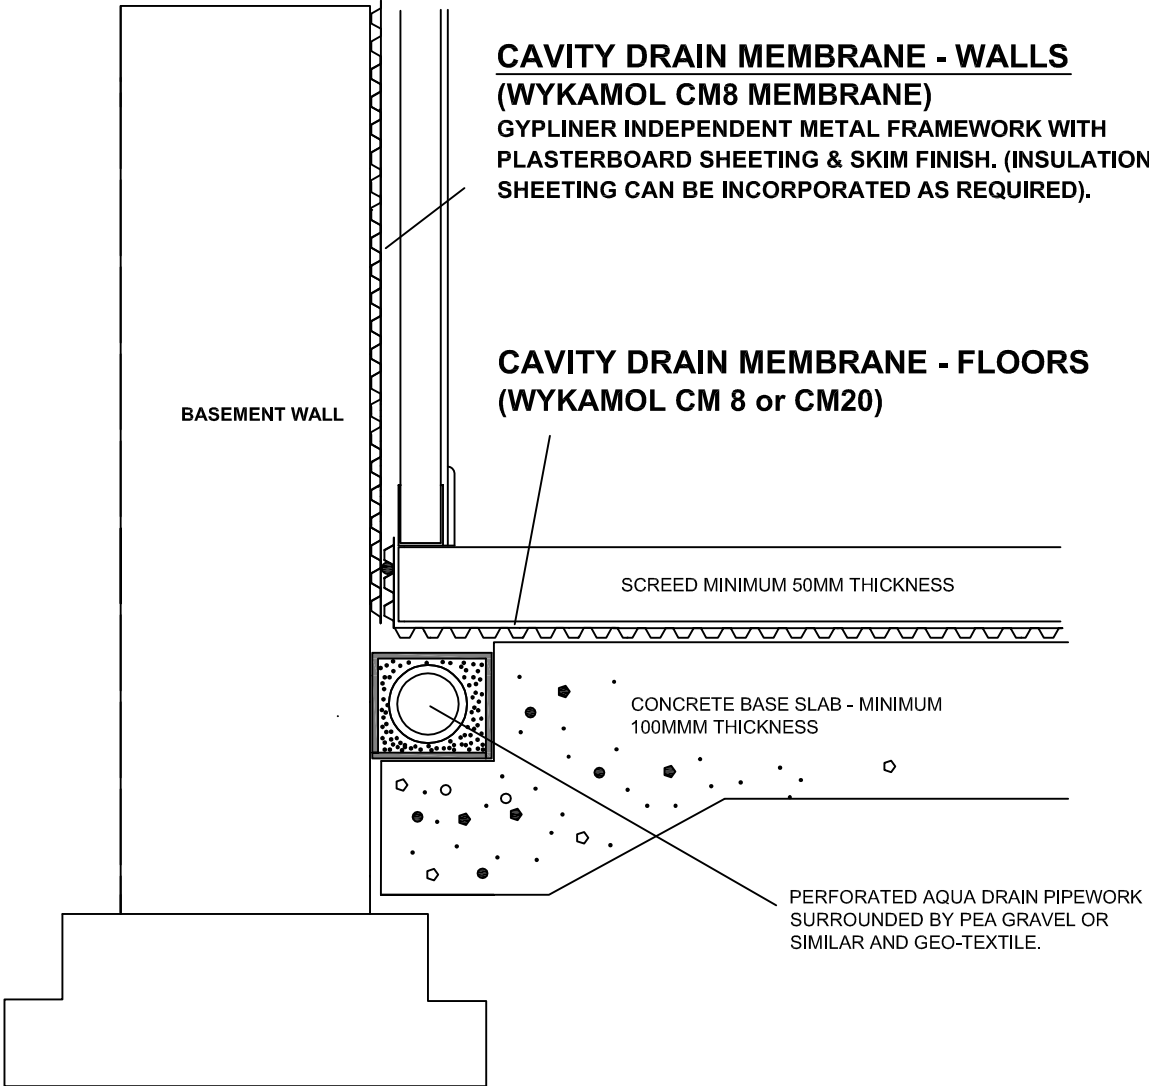 CAVITY DRAIN MEMBRANE - WALLS
(WYKAMOL CM8 MEMBRANE)
GYPLINER INDEPENDENT METAL FRAMEWORK WITH
PLASTERBOARD SHEETING & SKIM FINISH. (INSULATION
SHEETING CAN BE INCORPORATED AS REQUIRED).
CAVITY DRAIN MEMBRANE - FLOORS
(WYKAMOL CM 8 or CM20)
BASEMENT WALL
SCREED MINIMUM 50MM THICKNESS
CONCRETE BASE SLAB - MINIMUM
100MMM THICKNESS
PERFORATED AQUA DRAIN PIPEWORK
SURROUNDED BY PEA GRAVEL OR
SIMILAR AND GEO-TEXTILE.